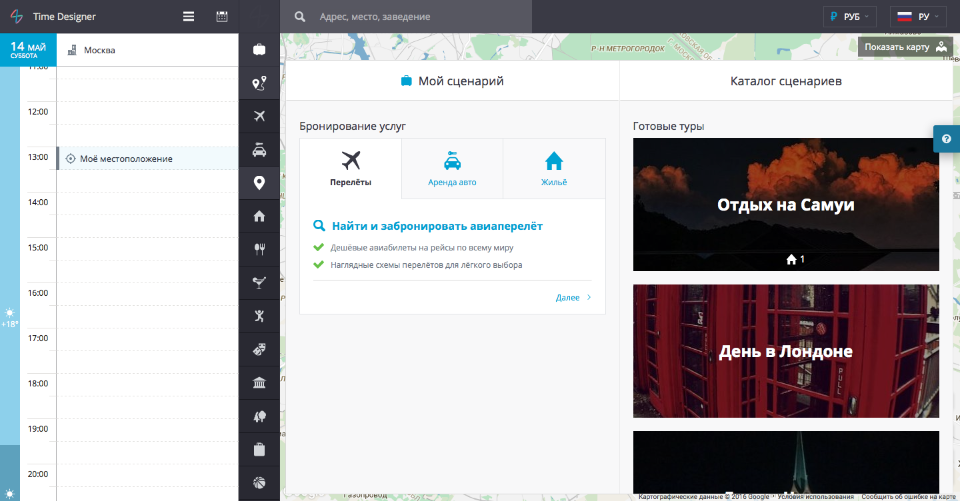 Time Designer
Адрес, место, заведение
РУБ
РУ
14 МАЙ
СУББОТА
Москва
Р-Н МЕТРОГОРОДОК
Показать карту
11:00
12:00
13:00
Моё местоположение
14:00
15:00
16:00
+18°
17:00
18:00
19:00
20:00
Мой сценарий
Каталог сценариев
Бронирование услуг
Готовые туры
Перелёты
Аренда авто
Жильё
Найти и забронировать авиаперелёт
Дешёвые авиабилеты на рейсы по всему миру
Наглядные схемы перелётов для лёгкого выбора
Далее
Отдых на Самуи
1
День в Лондоне
PULL
Газопровод
Картографические данные © 2016 Google
Условия использования
Сообщить об ошибке на карте